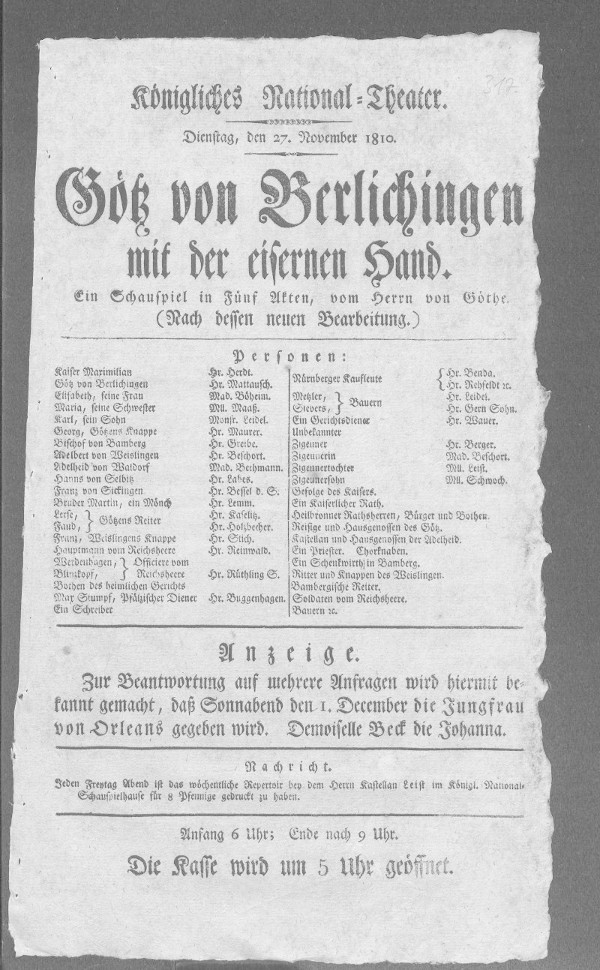 Königliches National-Theater.
Dienstag, den 27. November 1810.
Götz von Berlichingen
mit der eisernen Hand.
Ein Schauspiel in Fünf Akten, vom Herrn von Göthe.
(Nach dessen neuen Bearbeitung.)
Personen:
Kaiser Maximilian Hr. Herdt.
Götz von Berlichingen Hr. Mattausch.
Elisabeth, seine Frau Mad. Böheim.
Maria, seine Schwester Mll. Maaß.
Karl, sein Sohn Monsr. Leidel.
Georg, Götzens Knappe Hr. Maurer.
Bischof von Bamberg Hr. Greibe.
Adelbert von Weislingen Hr. Beschort.
Adelheid von Waldorf Mad. Bethmann.
Hanns von Selbitz Hr. Labes.
Franz von Sickingen Hr. Bessel d. S.
Bruder Martin, ein Mönch Hr. Lemm.
Lerse, } Götzens Reiter Hr. Kaselitz.
Faud, Hr. Holzbecher.
Franz, Weislingens Knappe Hr. Stich.
Hauptmann vom Reichsheere Hr. Reinwald.
Werdenhagen, } Officiere vom
Blinkopf, Reichsheere Hr. Rüthling S.
Bothen des heimlichen Gerichts
Max Stumpf, Pfälzischer Diener Hr. Buggenhagen.
Ein Schreiber
Nürnberger Kaufleute { Hr. Benda.
Hr. Rehfeldt ꝛc.
Metzler, } Bauern Hr. Leidel.
Sievers, Hr. Gern Sohn.
Ein Gerichtsdiener Hr. Wauer.
Unbekannter
Zigeuner Hr. Berger.
Zigeunerin Mad. Beschort.
Zigeunertochter Mll. Leist.
Zigeunersohn Mll. Schwoch.
Gefolge des Kaisers.
Ein Kaiserlicher Rath.
Heilbronner Rathsherren, Bürger und Bothen.
Reisige und Hausgenossen des Götz.
Kastellan und Hausgenossen der Adelheid.
Ein Priester. Chorknaben.
Ein Schenkwirth in Bamberg.
Ritter und Knappen des Weislingen.
Bambergische Reiter.
Soldaten vom Reichsheere.
Bauern ꝛc.
Anzeige.
Zur Beantwortung auf mehrere Anfragen wird hiermit be-
kannt gemacht, daß Sonnabend den 1. December die Jungfrau
von Orleans gegeben wird. Demoiselle Beck die Johanna.
Nachricht.
Jeden Freytag Abend ist das wöchentliche Repertoir bey dem Herrn Kastellan Leist im Königl. National-
Schauspielhause für 8 Pfennige gedruckt zu haben.
Anfang 6 Uhr; Ende nach 9 Uhr.
Die Kasse wird um 5 Uhr geöffnet.